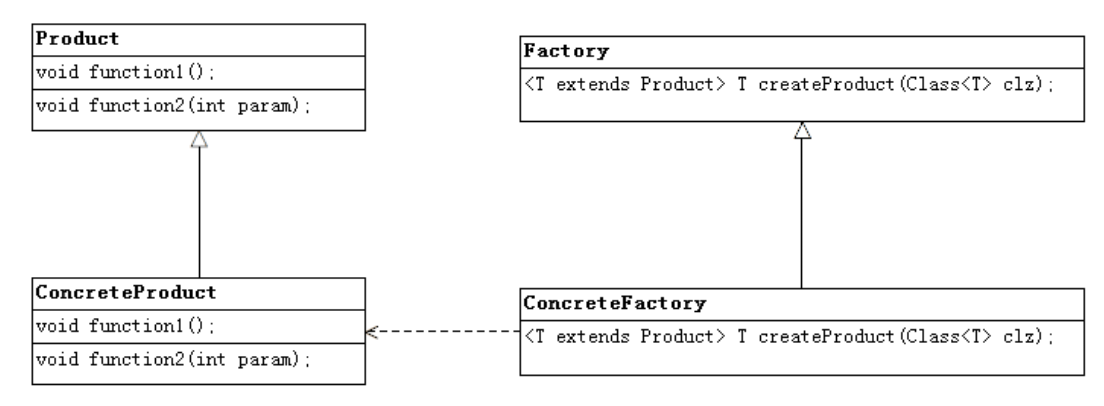 Product
void function1();
void function2(int param);
Factory
<T extends Product> T createProduct(Class<T> clz);
ConcreteProduct
void function1();
void function2(int param);
ConcreteFactory
<T extends Product> T createProduct(Class<T> clz);